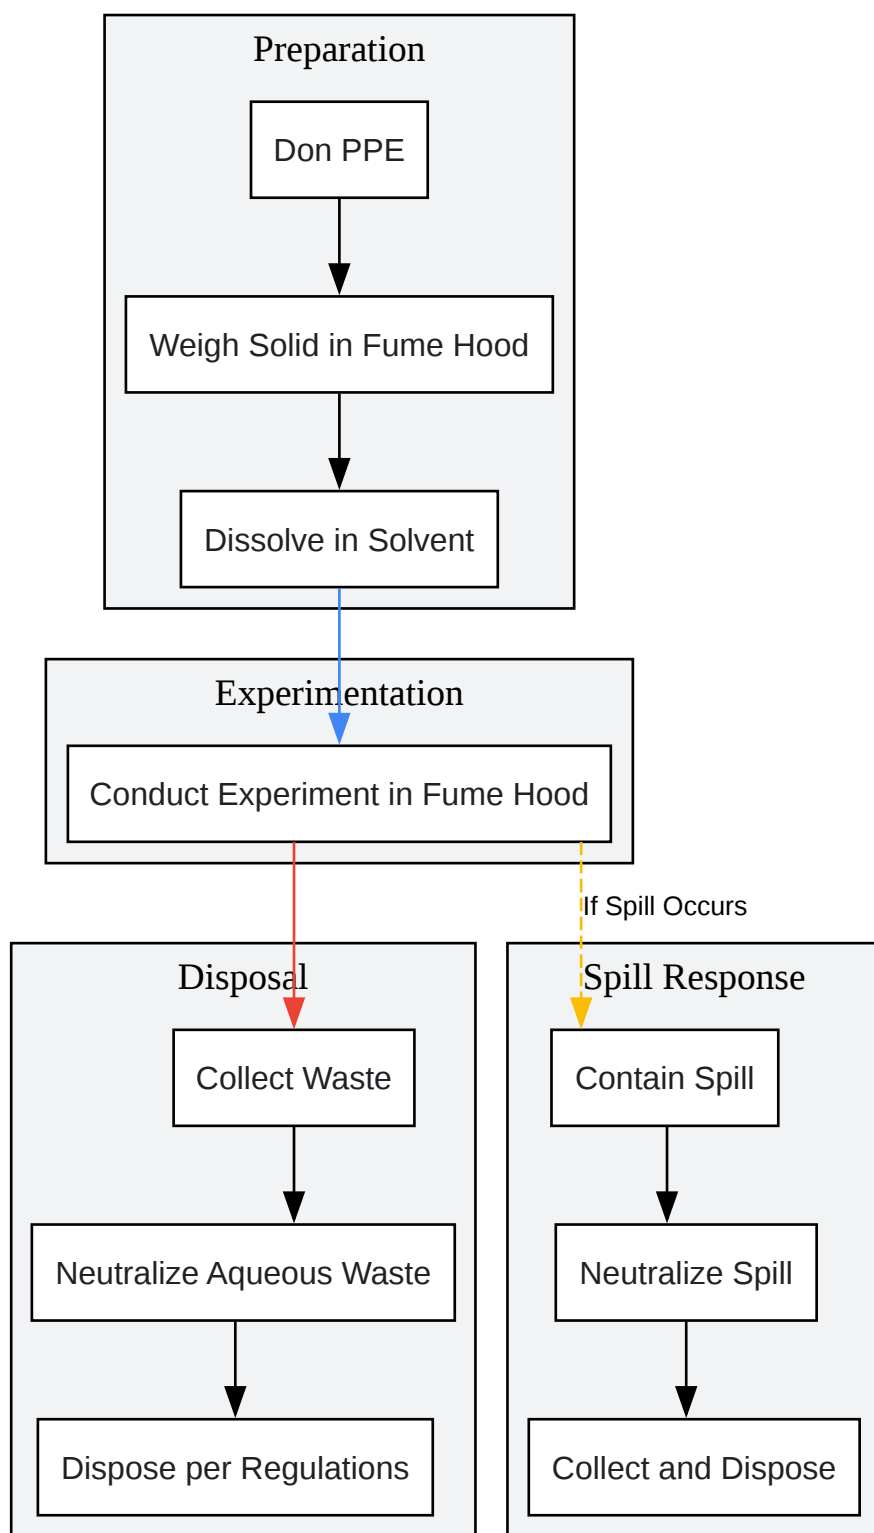 Preparation
Don PPE
Weigh Solid in Fume Hood
Dissolve in Solvent
Experimentation
Conduct Experiment in Fume Hood
If Spill Occurs
Disposal
Collect Waste
Neutralize Aqueous Waste
Dispose per Regulations
Spill Response
Contain Spill
Neutralize Spill
Collect and Dispose